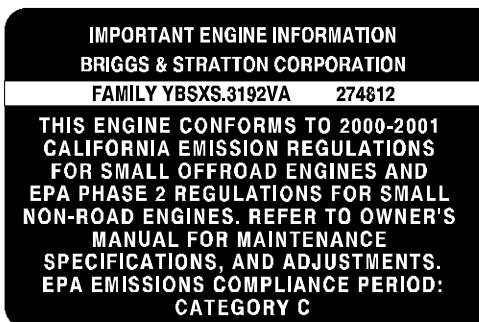 IMPORTANT ENGINE INFORMATION
BRIGGS & STRATTON CORPORATION
FAMILY YBSXS.3192VA 274812
THIS ENGINE CONFORMS TO 2000-2001
CALIFORNIA EMISSION REGULATIONS
FOR SMALL OFFROAD ENGINES AND
EPA PHASE 2 REGULATIONS FOR SMALL
NON-ROAD ENGINES. REFER TO OWNER'S
MANUAL FOR MAINTENANCE
SPECIFICATIONS, AND ADJUSTMENTS.
EPA EMISSIONS COMPLIANCE PERIOD:
CATEGORY C